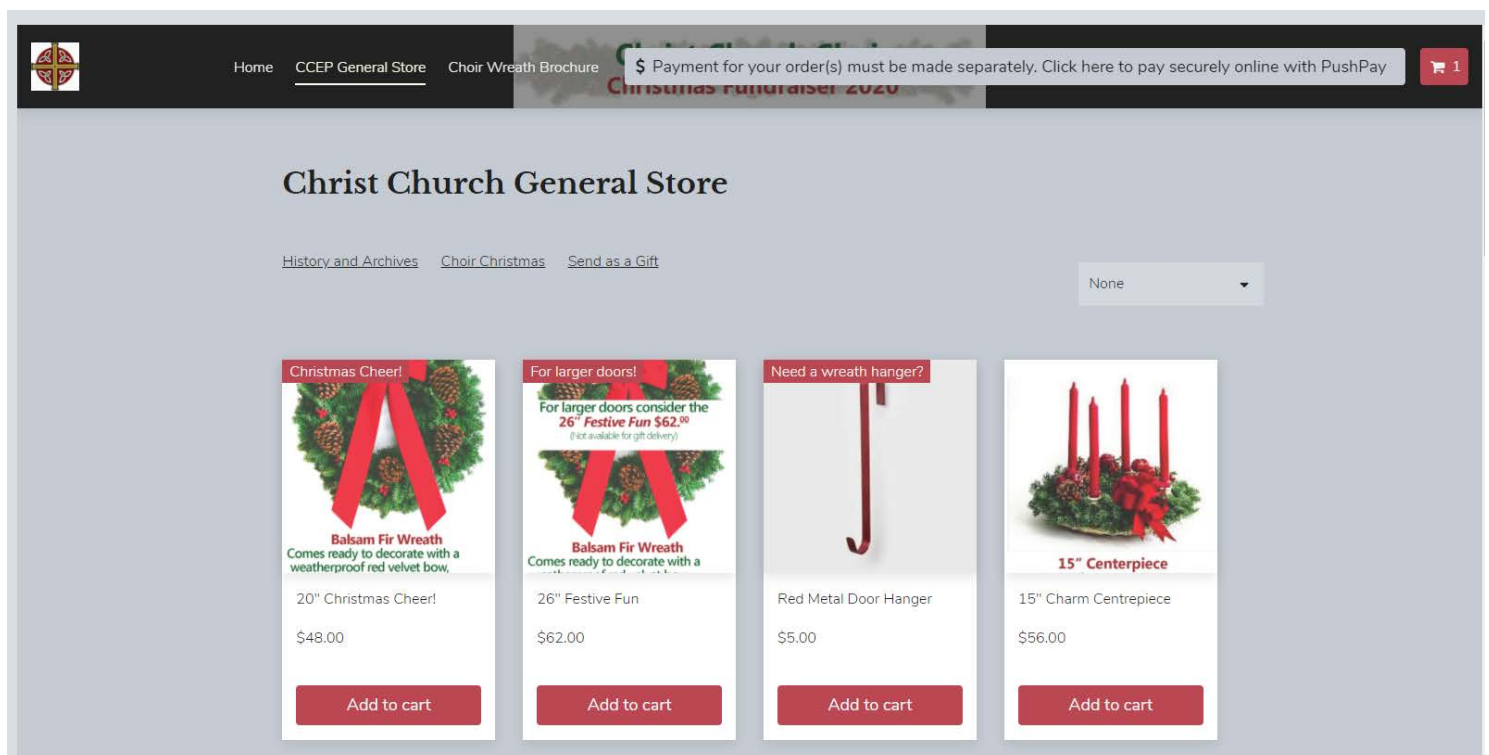 Home CCEP General Store Choir Wreath Brochure $ Payment for your order(s) must be made separately. Click here to pay securely online with PushPay 1
Christmas Fundraiser 2020
Christ Church General Store
History and Archives Choir Christmas Send as a Gift
None
Christmas Cheer!
Balsam Fir Wreath
Comes ready to decorate with a
weatherproof red velvet bow,
20" Christmas Cheer!
$48.00
Add to cart
For larger doors!
For larger doors consider the
26" Festive Fun $62.00
(Not available for gift delivery)
Balsam Fir Wreath
Comes ready to decorate with a
26" Festive Fun
$62.00
Add to cart
Need a wreath hanger?
Red Metal Door Hanger
$5.00
Add to cart
15" Centerpiece
15" Charm Centrepiece
$56.00
Add to cart